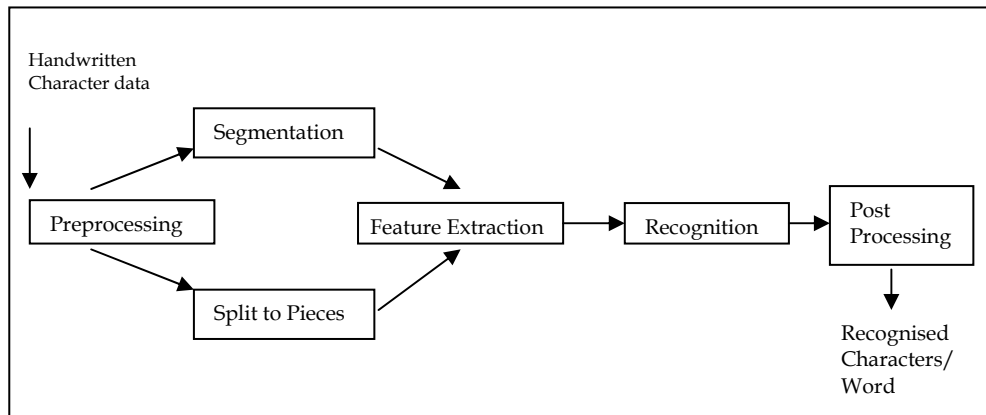 Handwritten
Character data
Segmentation
Preprocessing
Feature Extraction
Recognition
Post
Processing
Split to Pieces
Recognised
Characters/
Word